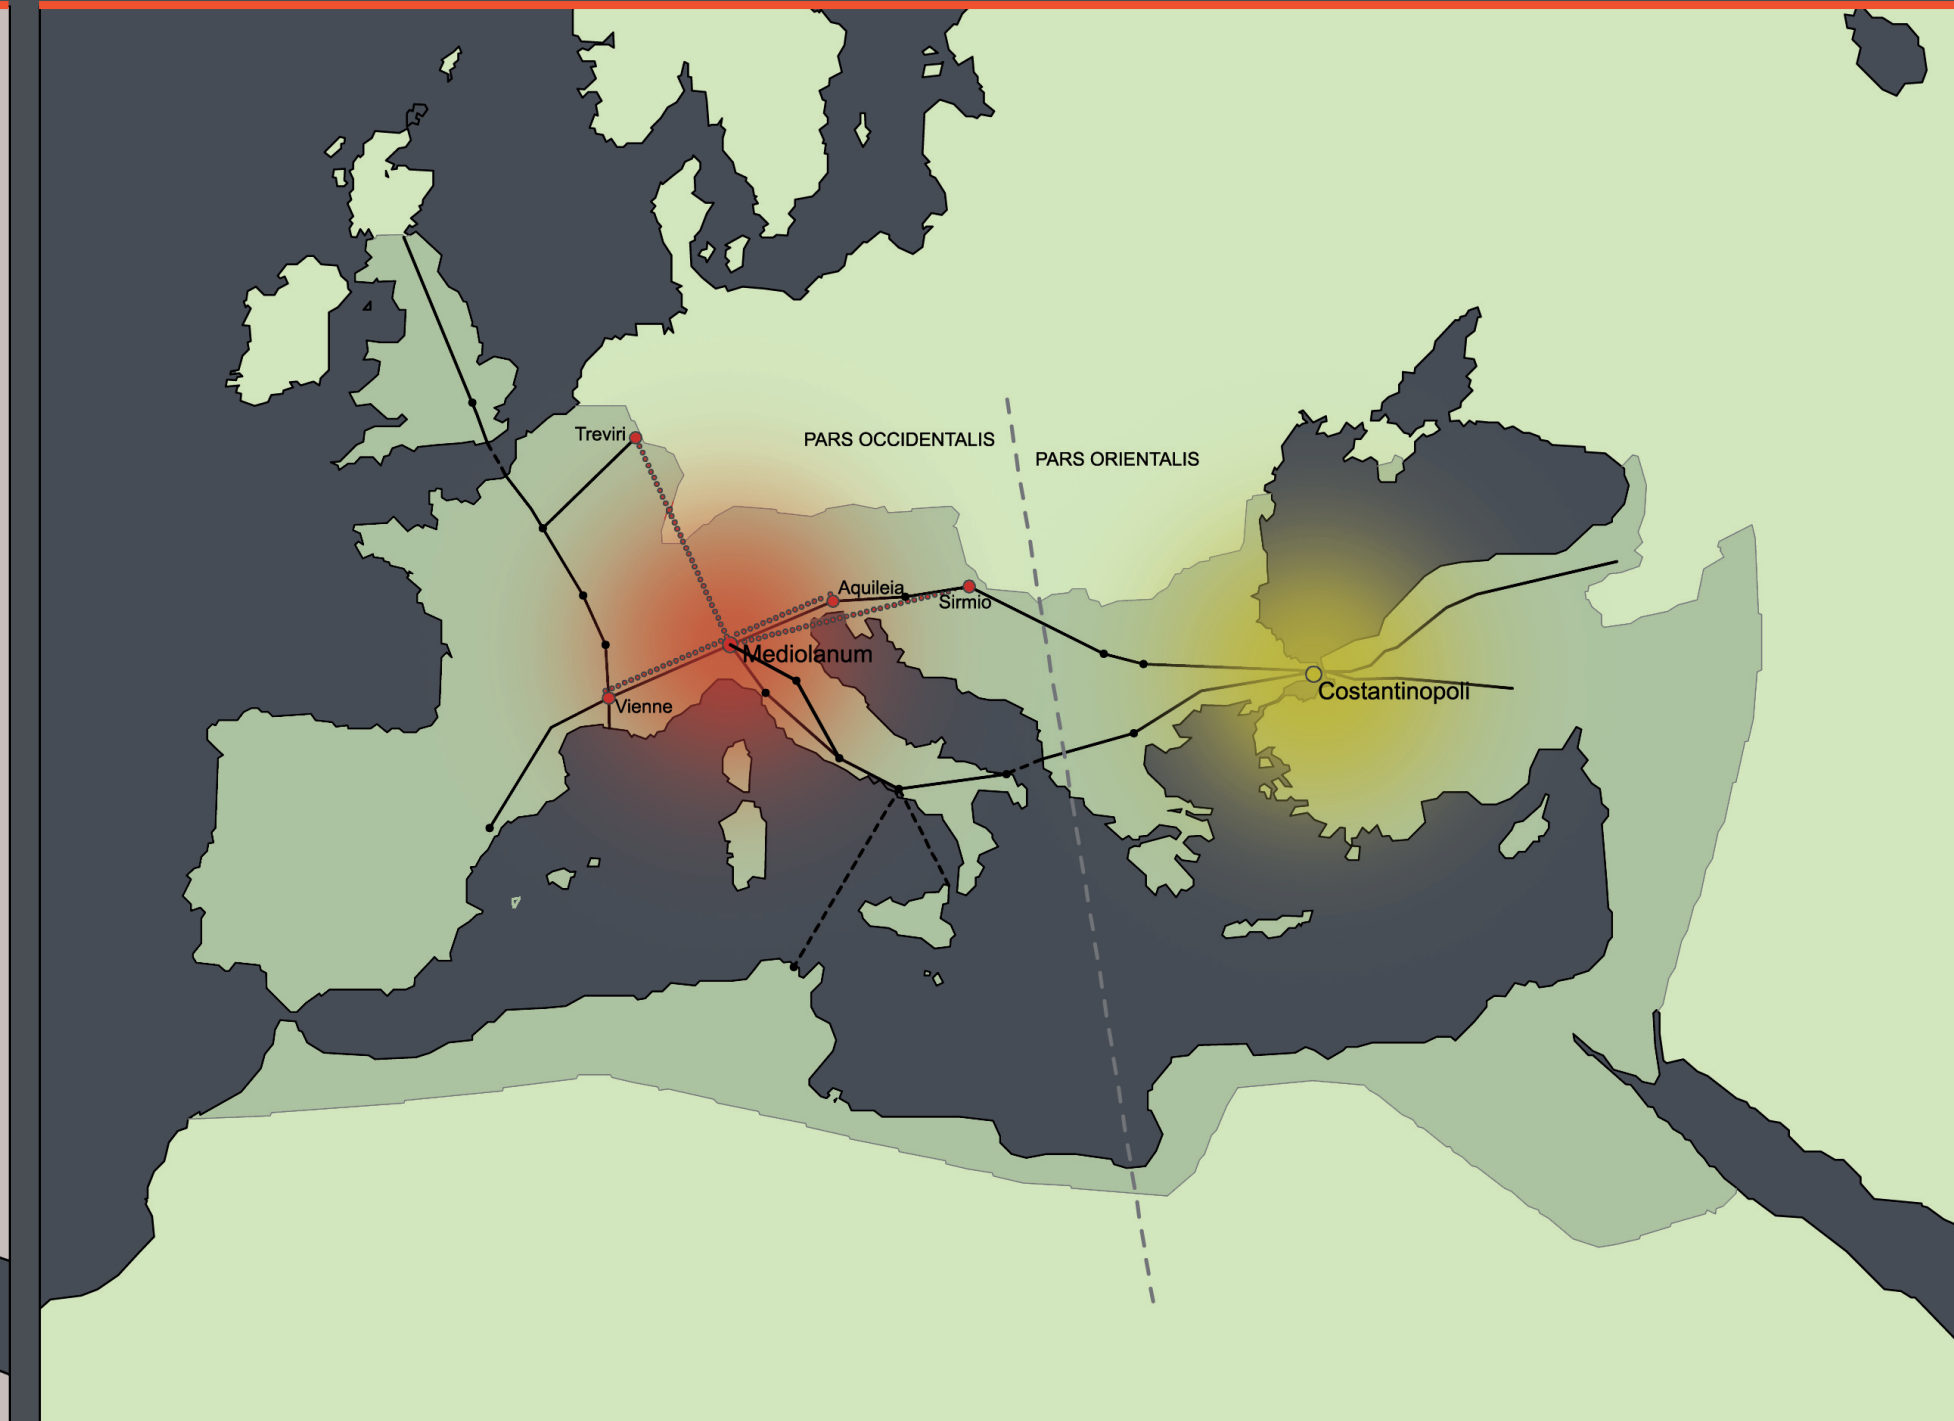 PARS OCCIDENTALIS
PARS ORIENTALIS
Treviri
Aquileia
Sirmio
Mediolanum
Vienne
Costantinopoli